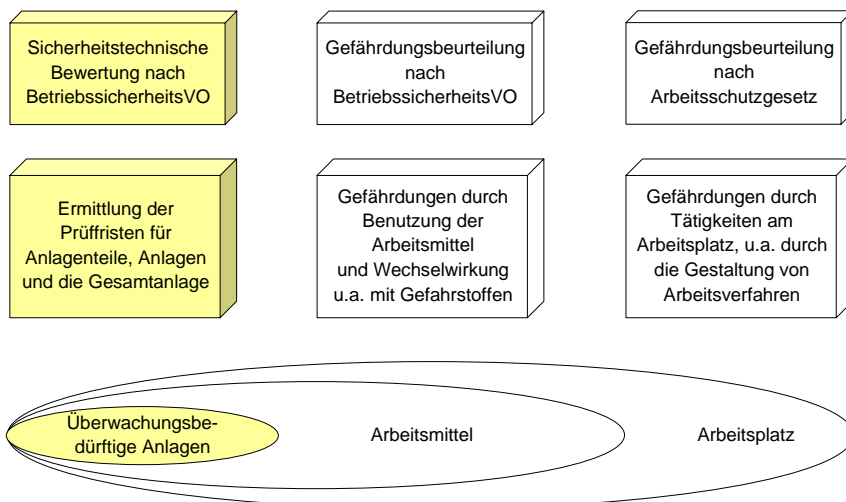 Sicherheitstechnische
Bewertung nach
BetriebssicherheitsVO
Gefährdungsbeurteilung
nach
BetriebssicherheitsVO
Gefährdungsbeurteilung
nach
Arbeitsschutzgesetz
Ermittlung der
Prüffristen für
Anlagenteile, Anlagen
und die Gesamtanlage
Gefährdungen durch
Benutzung der
Arbeitsmittel
und Wechselwirkung
u.a. mit Gefahrstoffen
Gefährdungen durch
Tätigkeiten am
Arbeitsplatz, u.a. durch
die Gestaltung von
Arbeitsverfahren
Überwachungsbe-
dürftige Anlagen
Arbeitsmittel
Arbeitsplatz